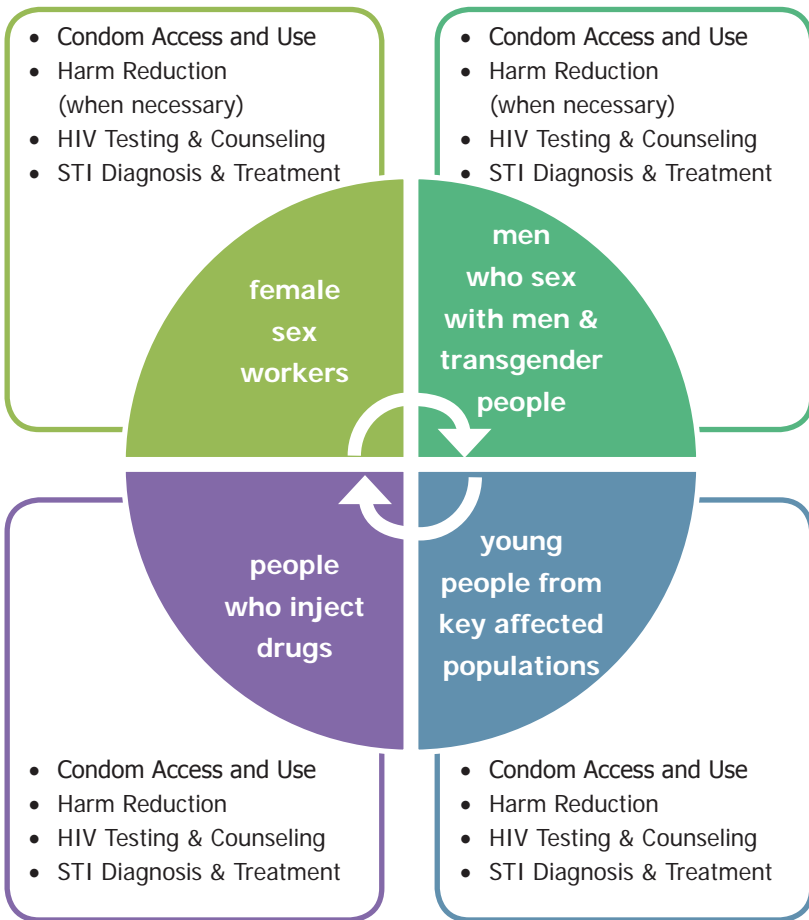 • Condom Access and Use
• Harm Reduction
(when necessary)
• HIV Testing & Counseling
• STI Diagnosis & Treatment
• Condom Access and Use
• Harm Reduction
(when necessary)
• HIV Testing & Counseling
• STI Diagnosis & Treatment
female
sex
workers
men
who sex
with men &
transgender
people
people
who inject
drugs
young
people from
key affected
populations
• Condom Access and Use
• Harm Reduction
• HIV Testing & Counseling
• STI Diagnosis & Treatment
• Condom Access and Use
• Harm Reduction
• HIV Testing & Counseling
• STI Diagnosis & Treatment